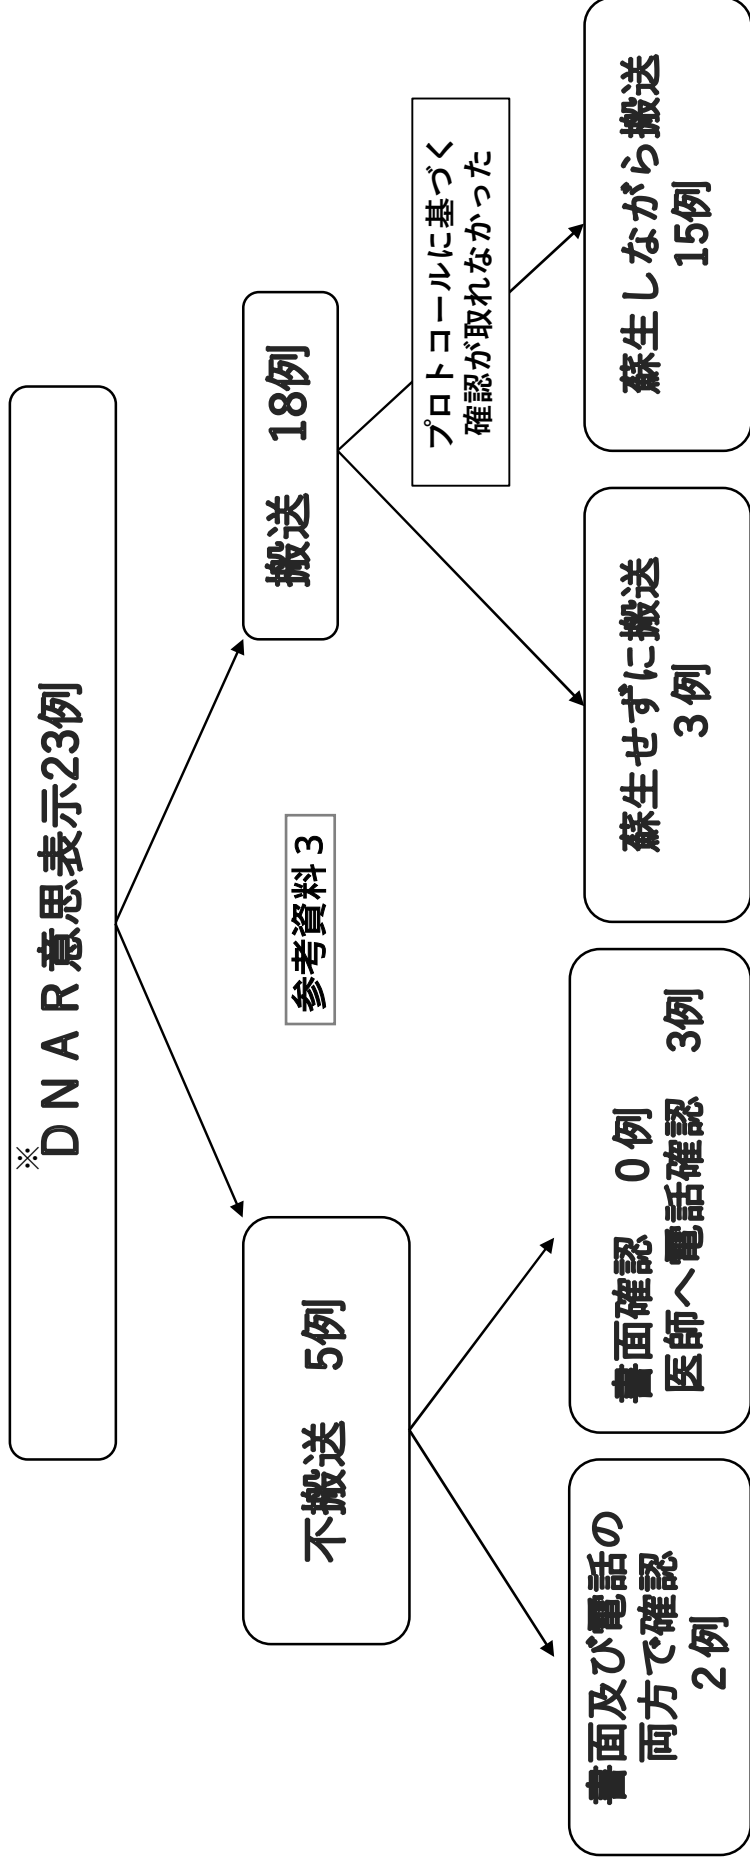 ※
ＤＮＡＲ意思表示23例
不搬送　5例
搬送　18例
参考資料３
プロトコールに基づく
確認が取れなかった
書面及び電話の
両方で確認
２例
書面確認　０例
医師へ電話確認　3例
蘇生せずに搬送
３例
蘇生しながら搬送
15例